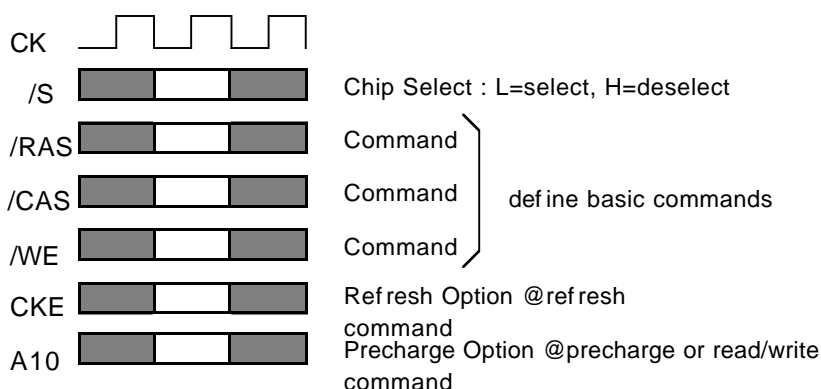 CK
/S Chip Select : L=select, H=deselect
/RAS Command
/CAS Command define basic commands
/WE Command
CKE Refresh Option @refresh
command
A10 Precharge Option @precharge or read/write
command